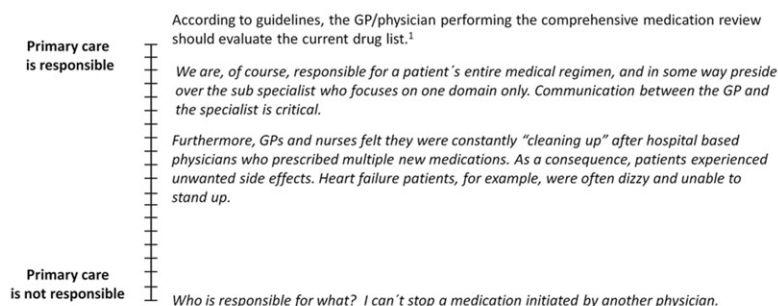 According to guidelines, the GP/physician performing the comprehensive medication review
should evaluate the current drug list.¹
Primary care
is responsible
We are, of course, responsible for a patient´s entire medical regimen, and in some way preside
over the sub specialist who focuses on one domain only. Communication between the GP and
the specialist is critical.
Furthermore, GPs and nurses felt they were constantly “cleaning up” after hospital based
physicians who prescribed multiple new medications. As a consequence, patients experienced
unwanted side effects. Heart failure patients, for example, were often dizzy and unable to
stand up.
Primary care
is not responsible
Who is responsible for what? I can´t stop a medication initiated by another physician.